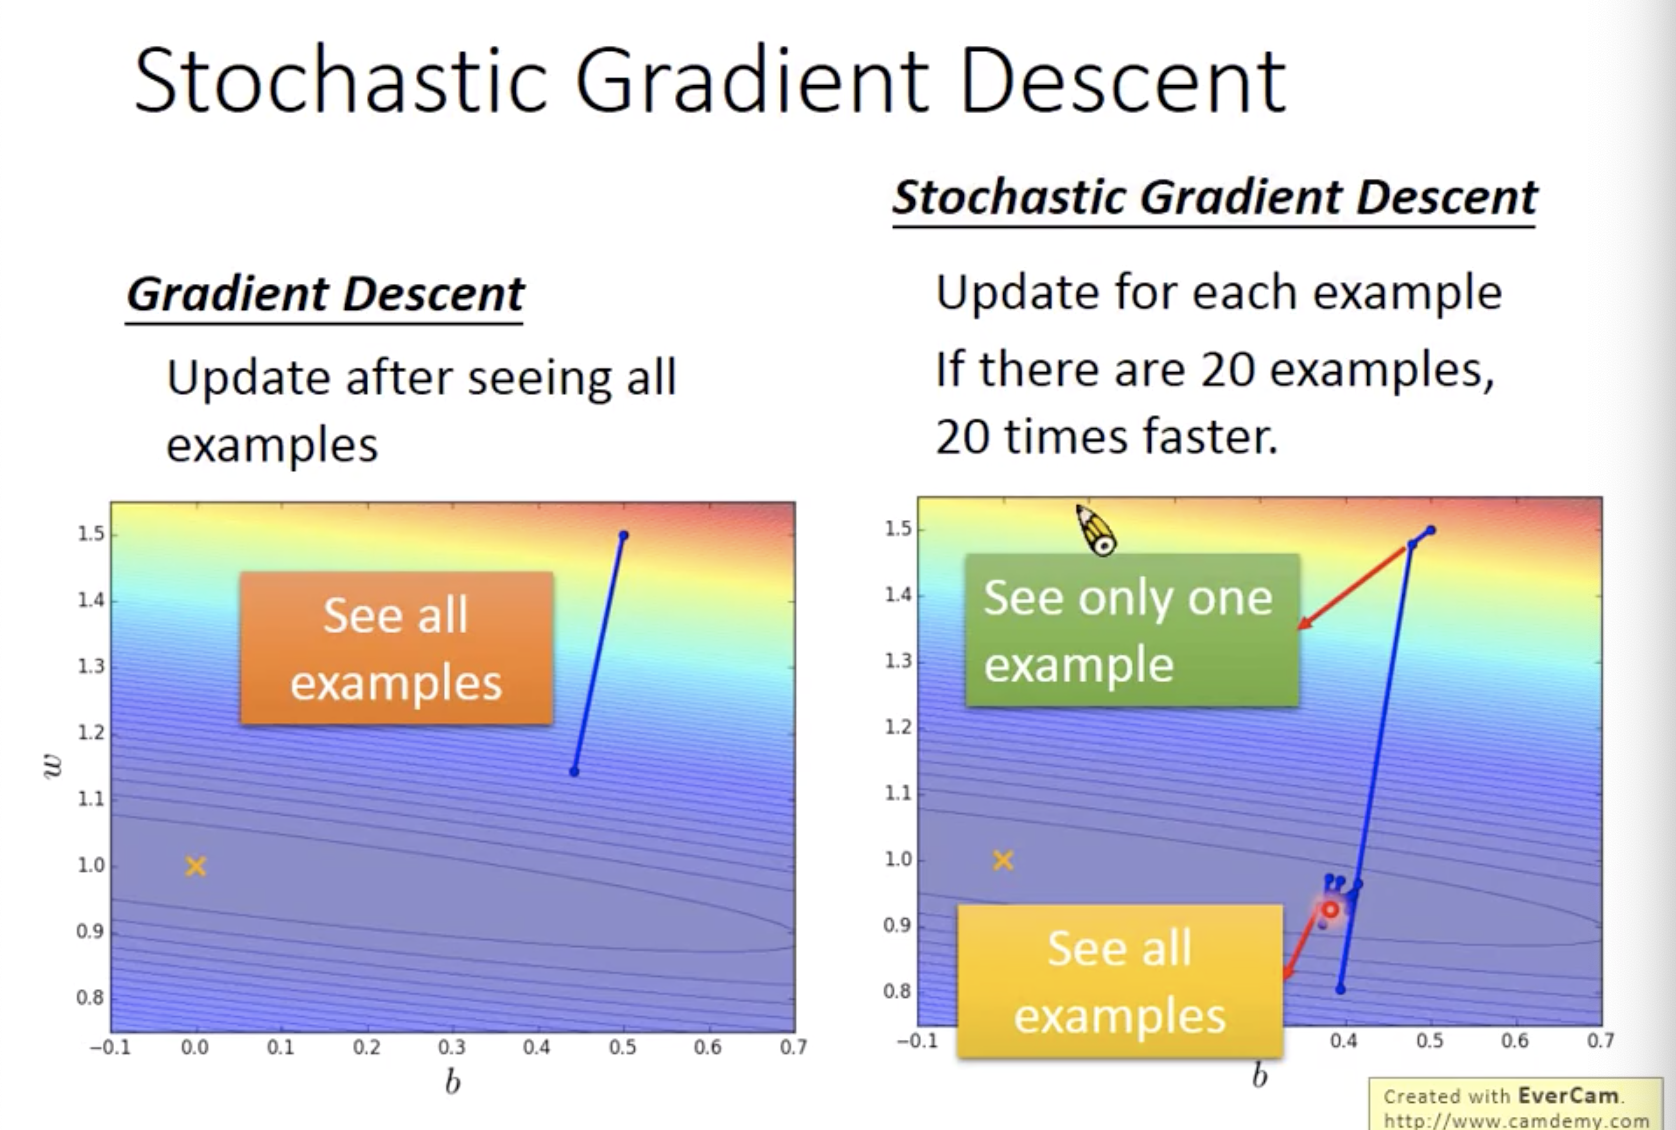 Stochastic Gradient Descent
Gradient Descent
Update after seeing all
examples
Stochastic Gradient Descent
Update for each example
If there are 20 examples,
20 times faster.
See all
examples
1.5
1.4
1.3
1.2
1.1
1.0
0.9
0.8
w
−0.1 0.0 0.1 0.2 0.3 0.4 0.5 0.6 0.7
b
See only one
example
See all
examples
1.5
1.4
1.3
1.2
1.1
1.0
0.9
0.8
−0.1 0.4 0.5 0.6 0.7
b
Created with EverCam.
http://www.camdemy.com